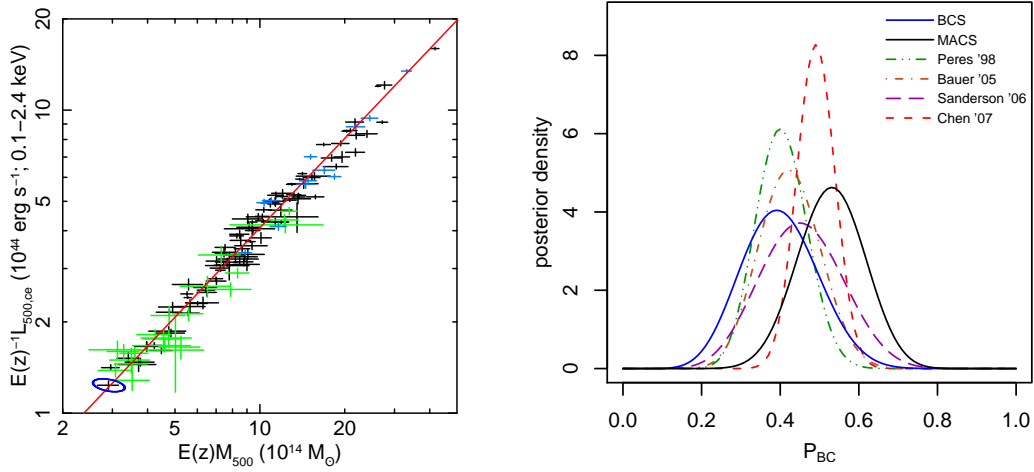 E(z)⁻¹L500,ce (10⁴⁴ erg s⁻¹; 0.1−2.4 keV)
20
10
5
2
1
2 5 10 20
E(z)M500 (10¹⁴ M⊙)
posterior density
8
6
4
2
0
BCS
MACS
Peres '98
Bauer '05
Sanderson '06
Chen '07
0.0 0.2 0.4 0.6 0.8 1.0
PBC